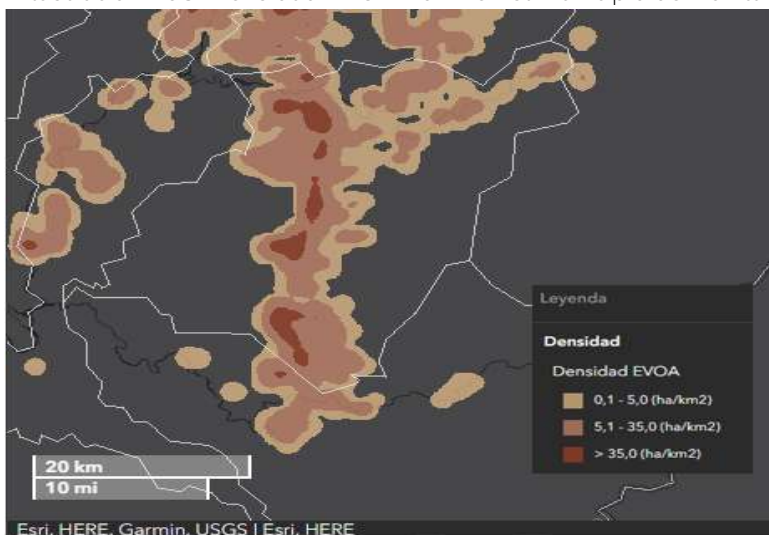 Leyenda
Densidad
Densidad EVOA
0,1 - 5,0 (ha/km2)
5,1 - 35,0 (ha/km2)
> 35,0 (ha/km2)
20 km
10 mi
Esri, HERE, Garmin, USGS | Esri, HERE